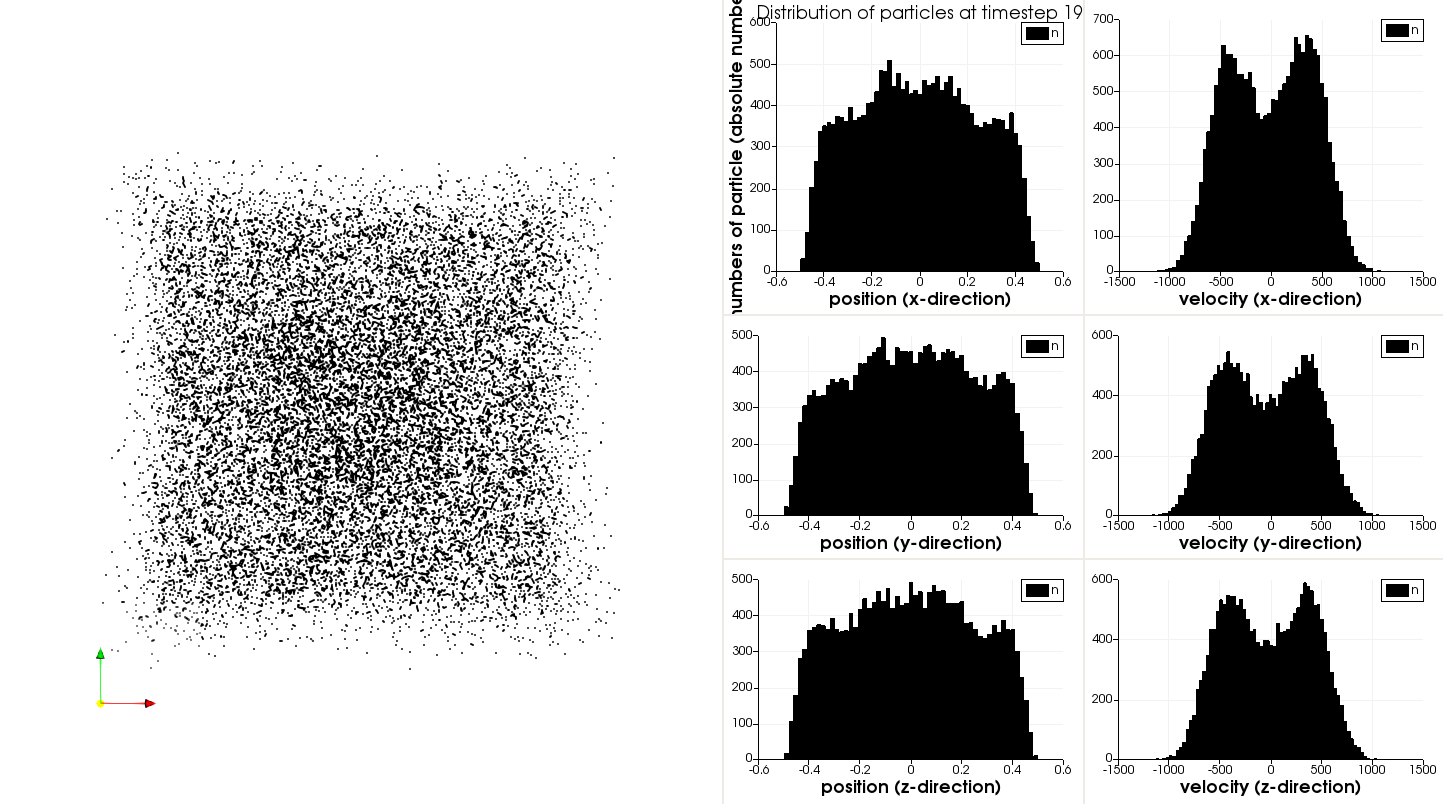 Distribution of particles at timestep 19
numbers of particle (absolute numbe
600
500
400
300
200
100
0
-0.6 -0.4 -0.2 0 0.2 0.4 0.6
position (x-direction)
n
700
600
500
400
300
200
100
0
-1500 -1000 -500 0 500 1000 1500
velocity (x-direction)
n
500
400
300
200
100
0
-0.6 -0.4 -0.2 0 0.2 0.4 0.6
position (y-direction)
n
600
400
200
0
-1500 -1000 -500 0 500 1000 1500
velocity (y-direction)
n
500
400
300
200
100
0
-0.6 -0.4 -0.2 0 0.2 0.4 0.6
position (z-direction)
n
600
400
200
0
-1500 -1000 -500 0 500 1000 1500
velocity (z-direction)
n